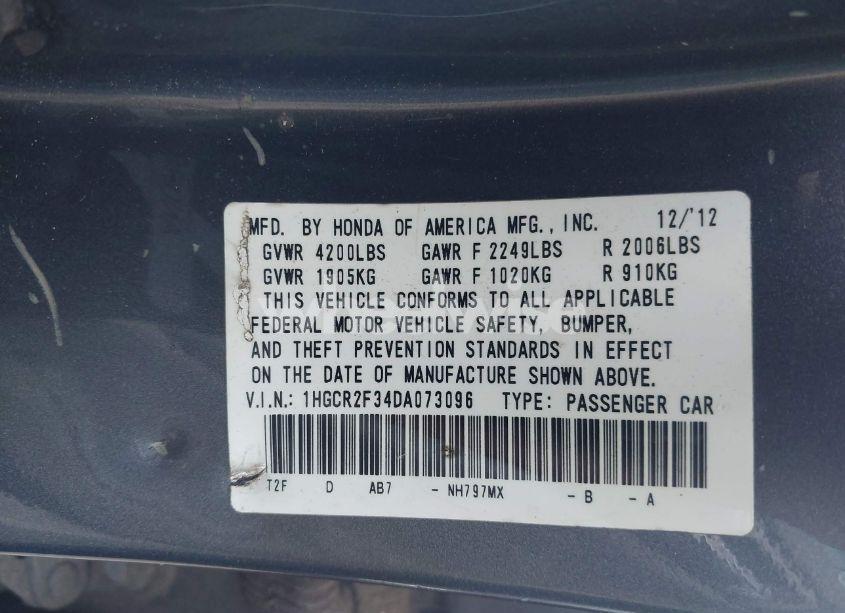 MFD. BY HONDA OF AMERICA MFG., INC. 12/'12
GVWR 4200LBS GAWR F 2249LBS R 2006LBS
GVWR 1905KG GAWR F 1020KG R 910KG
THIS VEHICLE CONFORMS TO ALL APPLICABLE
FEDERAL MOTOR VEHICLE SAFETY, BUMPER,
AND THEFT PREVENTION STANDARDS IN EFFECT
ON THE DATE OF MANUFACTURE SHOWN ABOVE.
V.I.N.: 1HGCR2F34DA073096 TYPE: PASSENGER CAR
T2F D AB7 - NH797MX - B - A